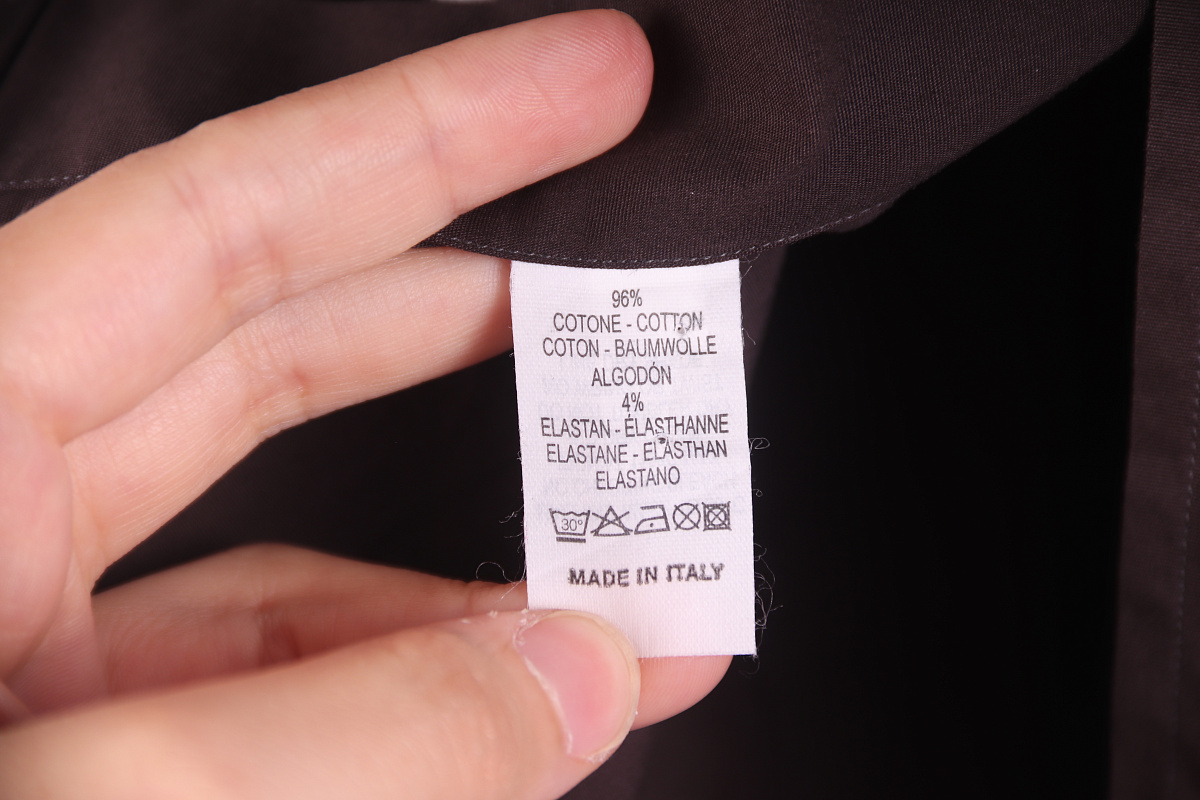 96%
COTONE - COTTON
COTON - BAUMWOLLE
ALGODÓN
4%
ELASTAN - ÉLASTHANNE
ELASTANE - ELASTHAN
ELASTANO
30°
MADE IN ITALY